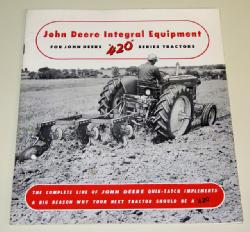 John Deere Integral Equipment
FOR JOHN DEERE "420" SERIES TRACTORS
THE COMPLETE LINE OF JOHN DEERE QUIK-TATCH IMPLEMENTS
A BIG REASON WHY YOUR NEXT TRACTOR SHOULD BE A "420"